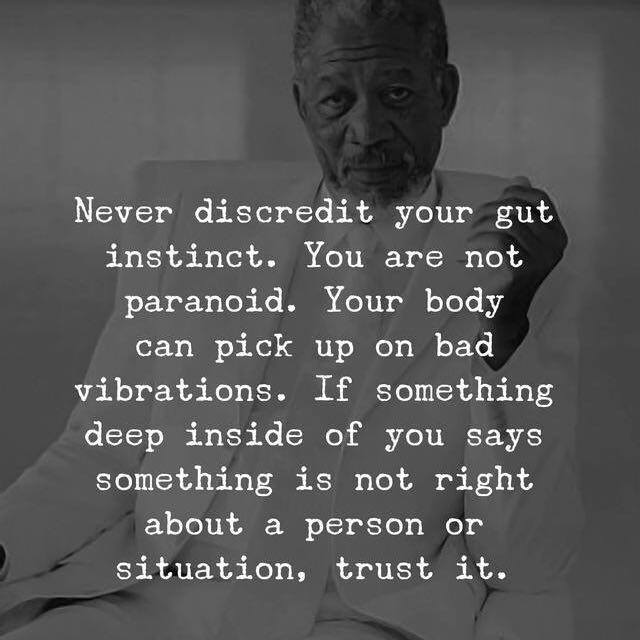 Never discredit your gut
instinct. You are not
paranoid. Your body
can pick up on bad
vibrations. If something
deep inside of you says
something is not right
about a person or
situation, trust it.